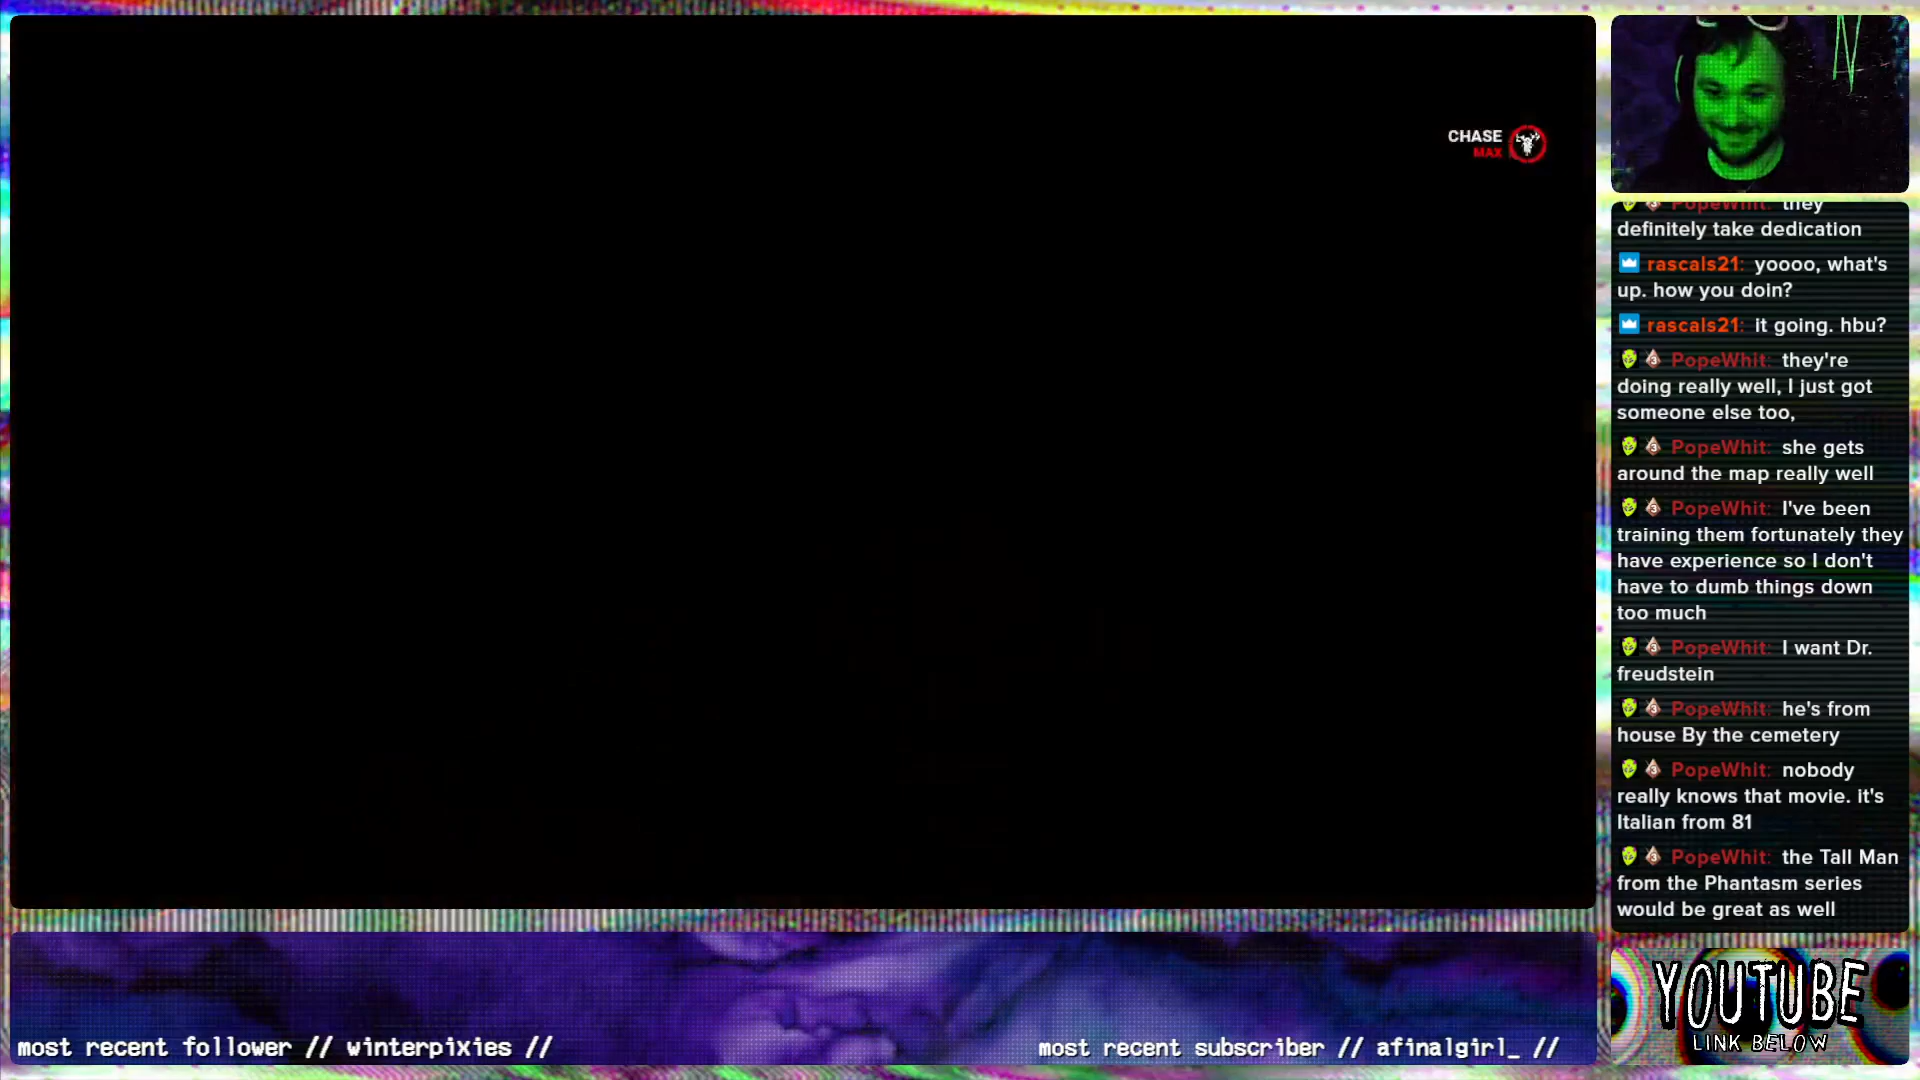 CHASE
MAX
PopeWhit: they
definitely take dedication
rascals21: yoooo, what's
up. how you doin?
rascals21: it going. hbu?
PopeWhit: they're
doing really well, I just got
someone else too,
PopeWhit: she gets
around the map really well
PopeWhit: I've been
training them fortunately they
have experience so I don't
have to dumb things down
too much
PopeWhit: I want Dr.
freudstein
PopeWhit: he's from
house By the cemetery
PopeWhit: nobody
really knows that movie. it's
Italian from 81
PopeWhit: the Tall Man
from the Phantasm series
would be great as well
YOUTUBE
LINK BELOW
most recent follower // winterpixies //
most recent subscriber // afinalgirl_ //